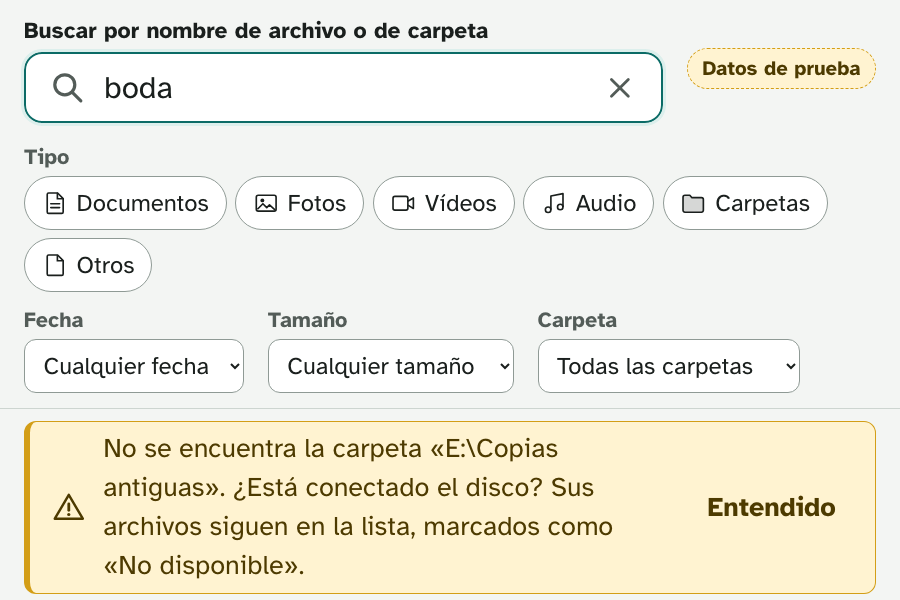 Buscar por nombre de archivo o de carpeta
boda
Datos de prueba
Tipo
Documentos
Fotos
Vídeos
Audio
Carpetas
Otros
Fecha
Tamaño
Carpeta
Cualquier fecha
Cualquier tamaño
Todas las carpetas
No se encuentra la carpeta «E:\Copias
antiguas». ¿Está conectado el disco? Sus
archivos siguen en la lista, marcados como
«No disponible».
Entendido